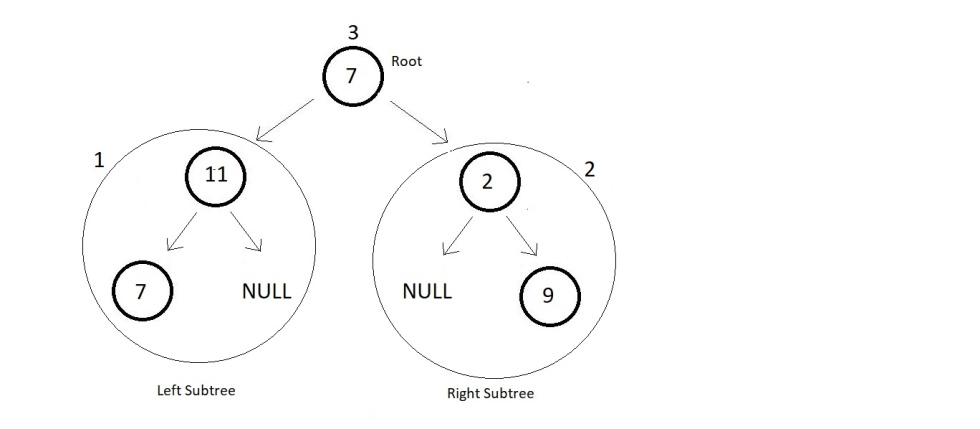 3
7
Root
1
11
2
2
7
NULL
NULL
9
Left Subtree
Right Subtree